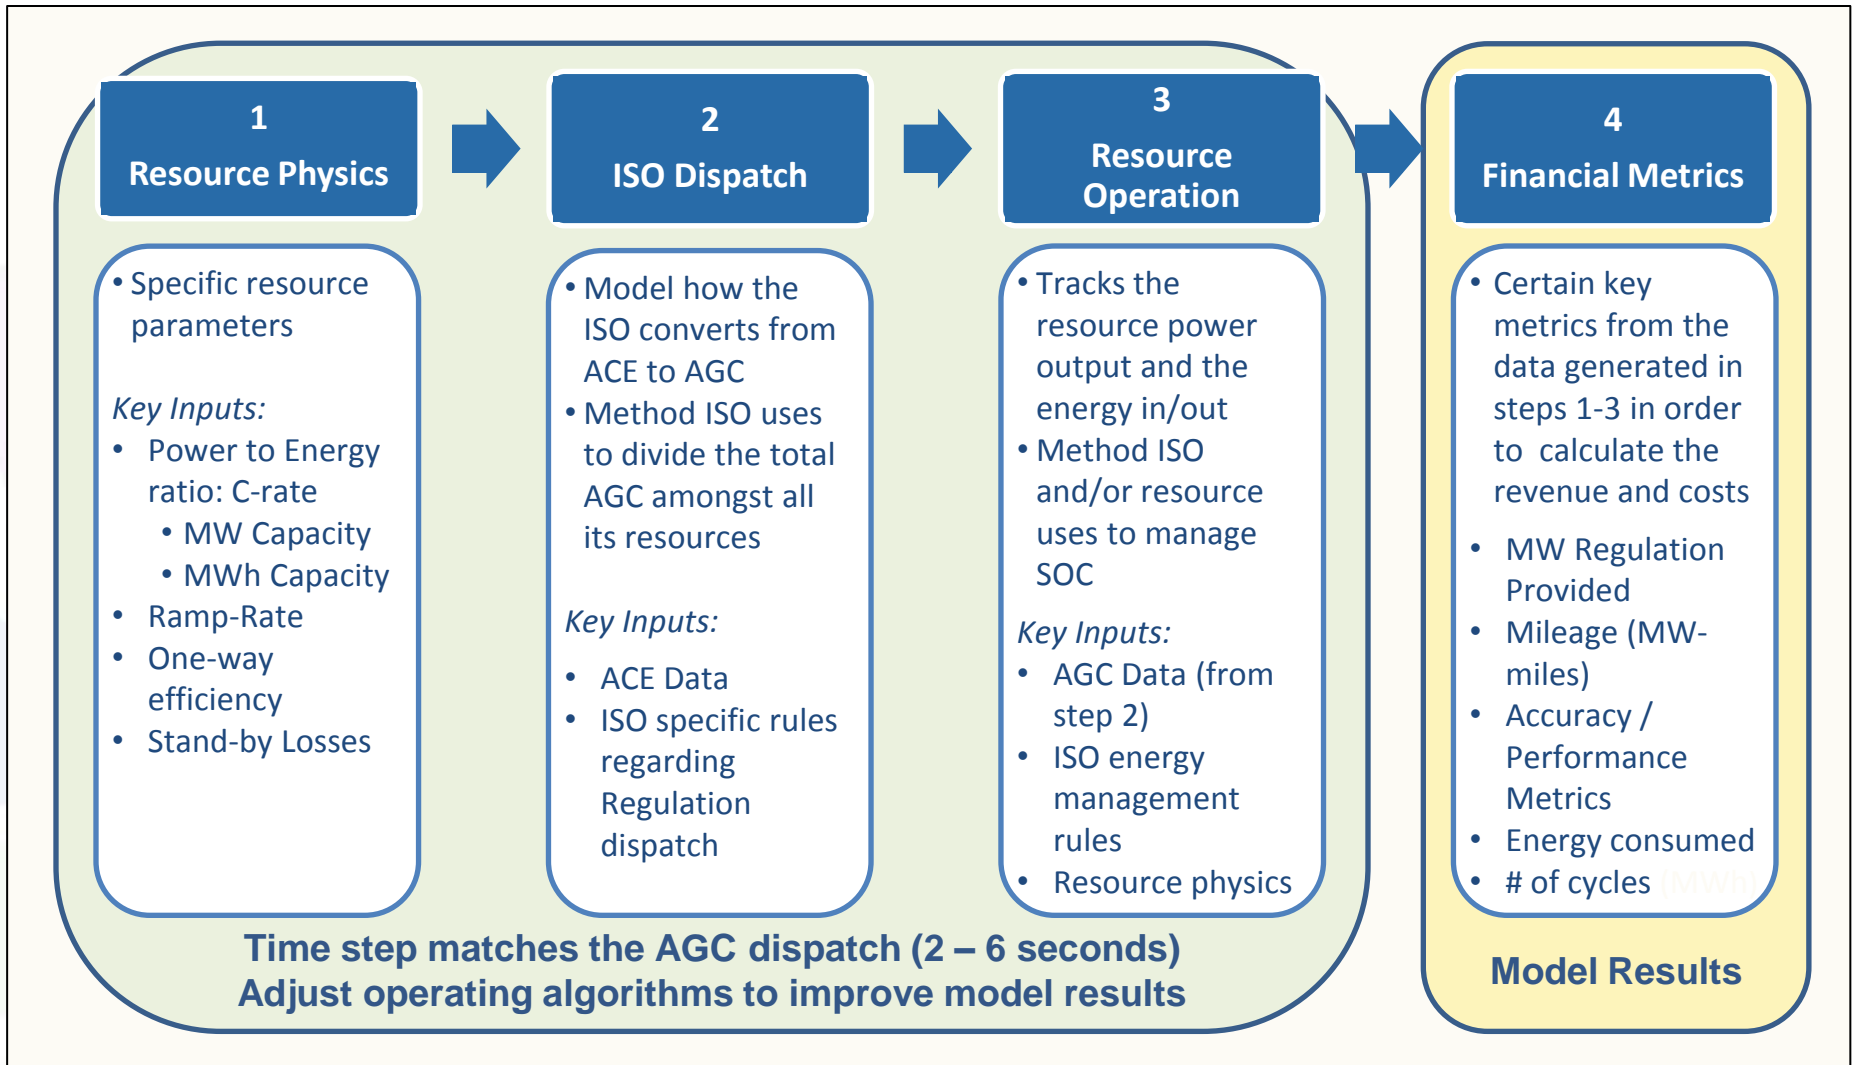 1
Resource Physics
• Specific resource
parameters
Key Inputs:
• Power to Energy
ratio: C-rate
• MW Capacity
• MWh Capacity
• Ramp-Rate
• One-way
efficiency
• Stand-by Losses
2
ISO Dispatch
• Model how the
ISO converts from
ACE to AGC
• Method ISO uses
to divide the total
AGC amongst all
its resources
Key Inputs:
• ACE Data
• ISO specific rules
regarding
Regulation
dispatch
3
Resource
Operation
• Tracks the
resource power
output and the
energy in/out
• Method ISO
and/or resource
uses to manage
SOC
Key Inputs:
• AGC Data (from
step 2)
• ISO energy
management
rules
• Resource physics
Time step matches the AGC dispatch (2 – 6 seconds)
Adjust operating algorithms to improve model results
4
Financial Metrics
• Certain key
metrics from the
data generated in
steps 1-3 in order
to calculate the
revenue and costs
• MW Regulation
Provided
• Mileage (MW-
miles)
• Accuracy /
Performance
Metrics
• Energy consumed
• # of cycles (MWh)
Model Results